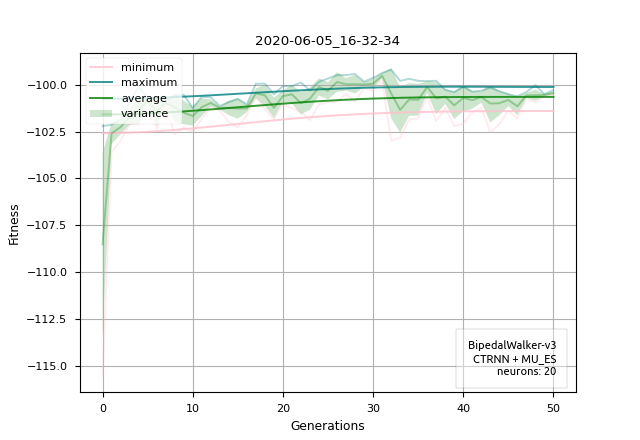 2020-06-05_16-32-34
minimum
maximum
average
variance
−100.0
−102.5
−105.0
−107.5
−110.0
−112.5
−115.0
Fitness
BipedalWalker-v3
CTRNN + MU_ES
neurons: 20
0 10 20 30 40 50
Generations